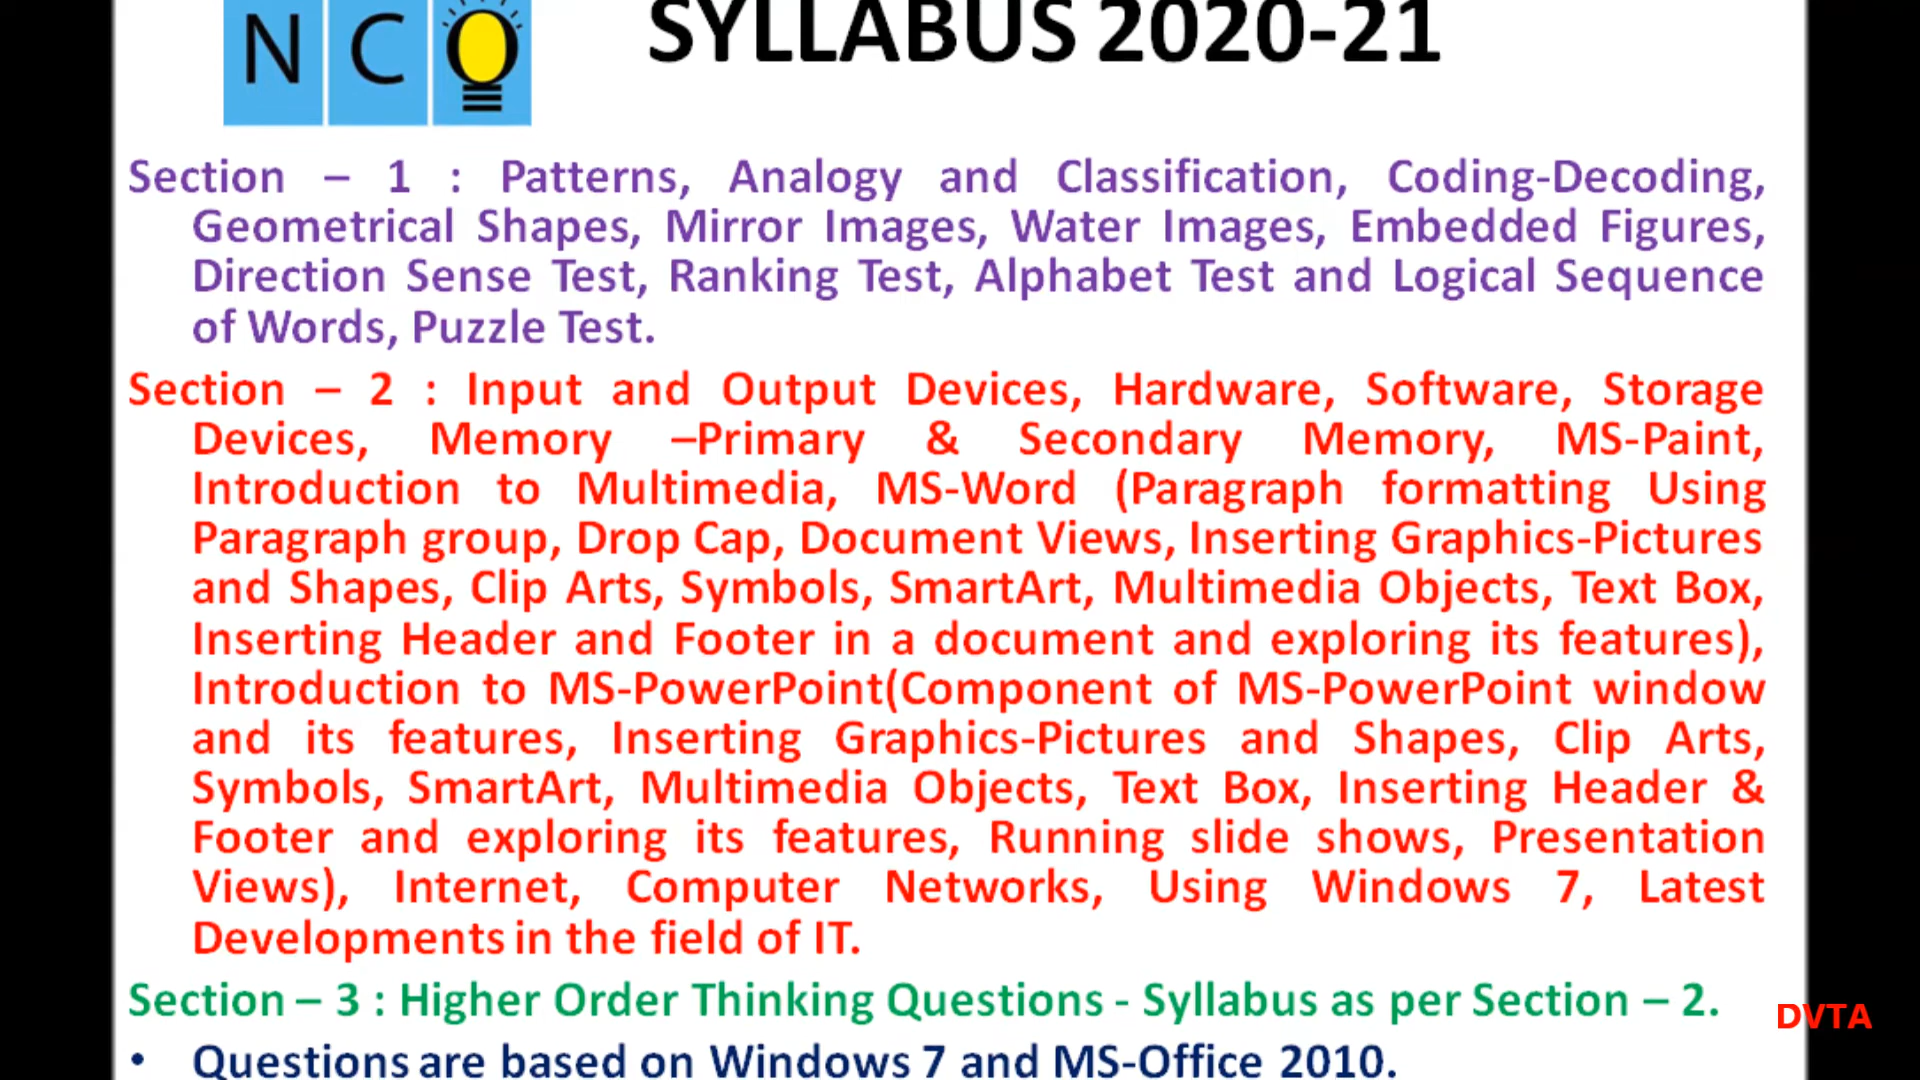 NCO
SYLLABUS 2020-21
Section – 1 : Patterns, Analogy and Classification, Coding-Decoding,
Geometrical Shapes, Mirror Images, Water Images, Embedded Figures,
Direction Sense Test, Ranking Test, Alphabet Test and Logical Sequence
of Words, Puzzle Test.
Section – 2 : Input and Output Devices, Hardware, Software, Storage
Devices, Memory –Primary & Secondary Memory, MS-Paint,
Introduction to Multimedia, MS-Word (Paragraph formatting Using
Paragraph group, Drop Cap, Document Views, Inserting Graphics-Pictures
and Shapes, Clip Arts, Symbols, SmartArt, Multimedia Objects, Text Box,
Inserting Header and Footer in a document and exploring its features),
Introduction to MS-PowerPoint(Component of MS-PowerPoint window
and its features, Inserting Graphics-Pictures and Shapes, Clip Arts,
Symbols, SmartArt, Multimedia Objects, Text Box, Inserting Header &
Footer and exploring its features, Running slide shows, Presentation
Views), Internet, Computer Networks, Using Windows 7, Latest
Developments in the field of IT.
Section – 3 : Higher Order Thinking Questions - Syllabus as per Section – 2.
DVTA
• Questions are based on Windows 7 and MS-Office 2010.